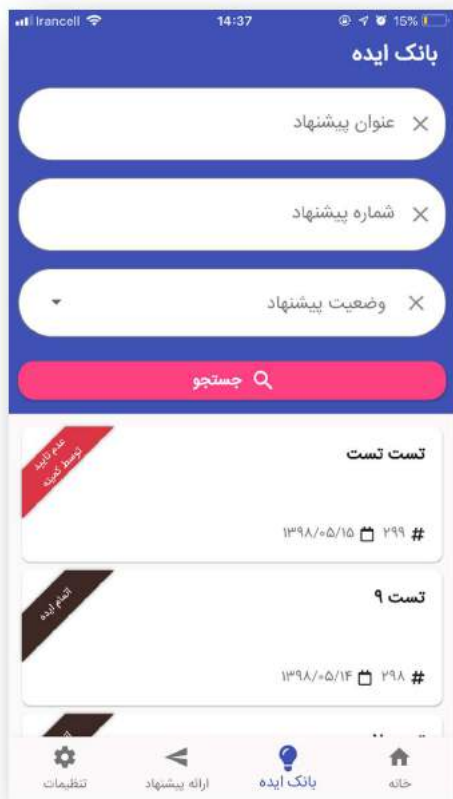 Irancell 14:37 15%
بانک ایده
عنوان پیشنهاد
شماره پیشنهاد
وضعیت پیشنهاد
جستجو
تست تست
عدم تایید
توسط کمیته
# ۲۹۹ ۱۳۹۸/۰۵/۱۵
تست ۹
اتمام ایده
# ۲۹۸ ۱۳۹۸/۰۵/۱۴
خانه
بانک ایده
ارائه پیشنهاد
تنظیمات